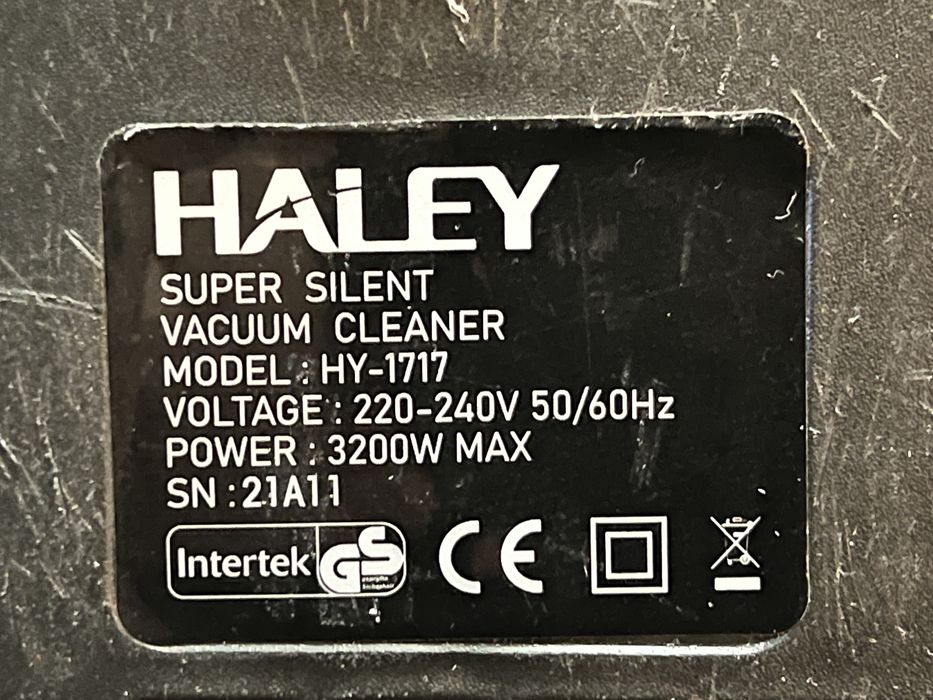 HALEY
SUPER SILENT
VACUUM CLEANER
MODEL : HY-1717
VOLTAGE : 220-240V 50/60Hz
POWER : 3200W MAX
SN : 21A11
Intertek GS CE